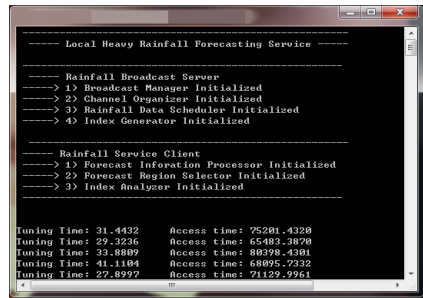 ----- Local Heavy Rainfall Forecasting Service -----
----- Rainfall Broadcast Server
-----> 1) Broadcast Manager Initialized
-----> 2) Channel Organizer Initialized
-----> 3) Rainfall Data Scheduler Initialized
-----> 4) Index Generator Initialized
----- Rainfall Service Client
-----> 1) Forecast Inforation Processor Initialized
-----> 2) Forecast Region Selector Initialized
-----> 3) Index Analyzer Initialized
Tuning Time: 31.4432 Access time: 75201.4320
Tuning Time: 29.3236 Access time: 65483.3870
Tuning Time: 33.8809 Access time: 80398.4301
Tuning Time: 41.1104 Access time: 68095.7332
Tuning Time: 27.8997 Access time: 71129.9961